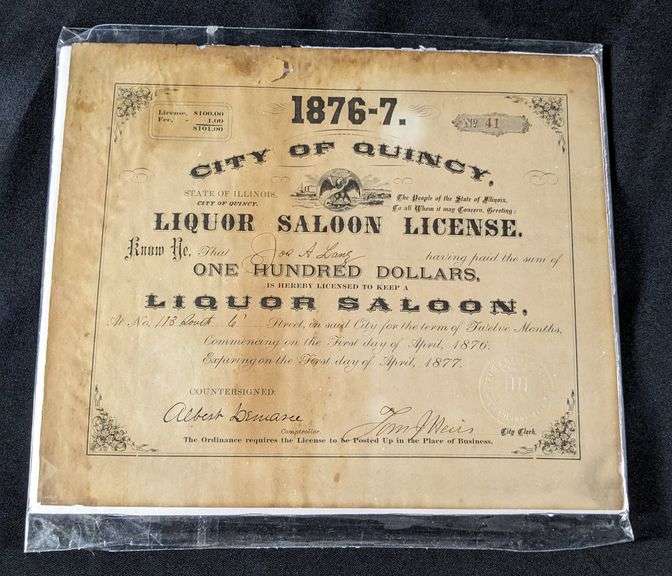 1876-7.
License, $100.00
Fee, - 1.00
$101.00
No 41
CITY OF QUINCY,
STATE OF ILLINOIS,
CITY OF QUINCY.
The People of the State of Illinois,
To all Whom it may Concern, Greeting:
LIQUOR SALOON LICENSE.
Know Ye, That Jos A Lang having paid the sum of
ONE HUNDRED DOLLARS,
IS HEREBY LICENSED TO KEEP A
LIQUOR SALOON,
At No. 113 South 6' Street, in said City for the term of Twelve Months,
Commencing on the First day of April, 1876.
Expiring on the First day of April, 1877.
COUNTERSIGNED:
Albert Demaree
Comptroller.
City Clerk.
The Ordinance requires the License to be Posted Up in the Place of Business.